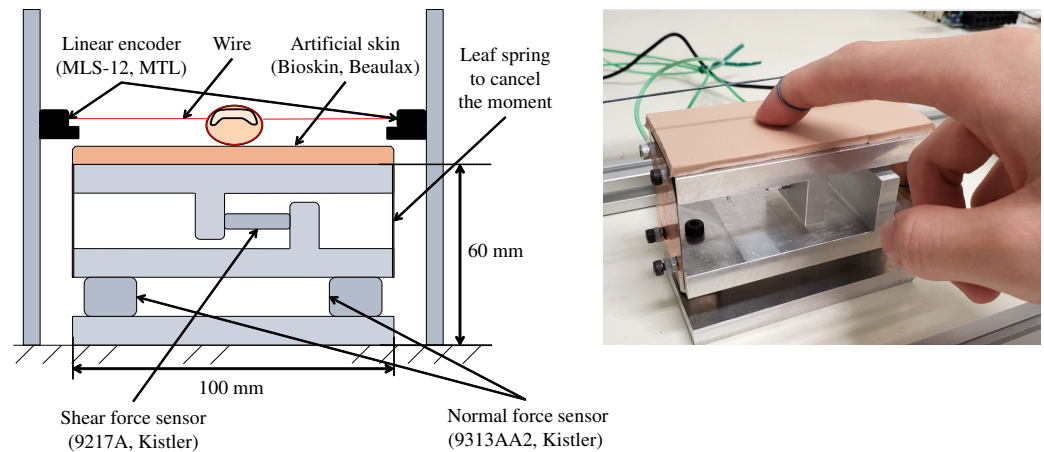 Linear encoder
(MLS-12, MTL)
Wire
Artificial skin
(Bioskin, Beaulax)
Leaf spring
to cancel
the moment
60 mm
100 mm
Shear force sensor
(9217A, Kistler)
Normal force sensor
(9313AA2, Kistler)